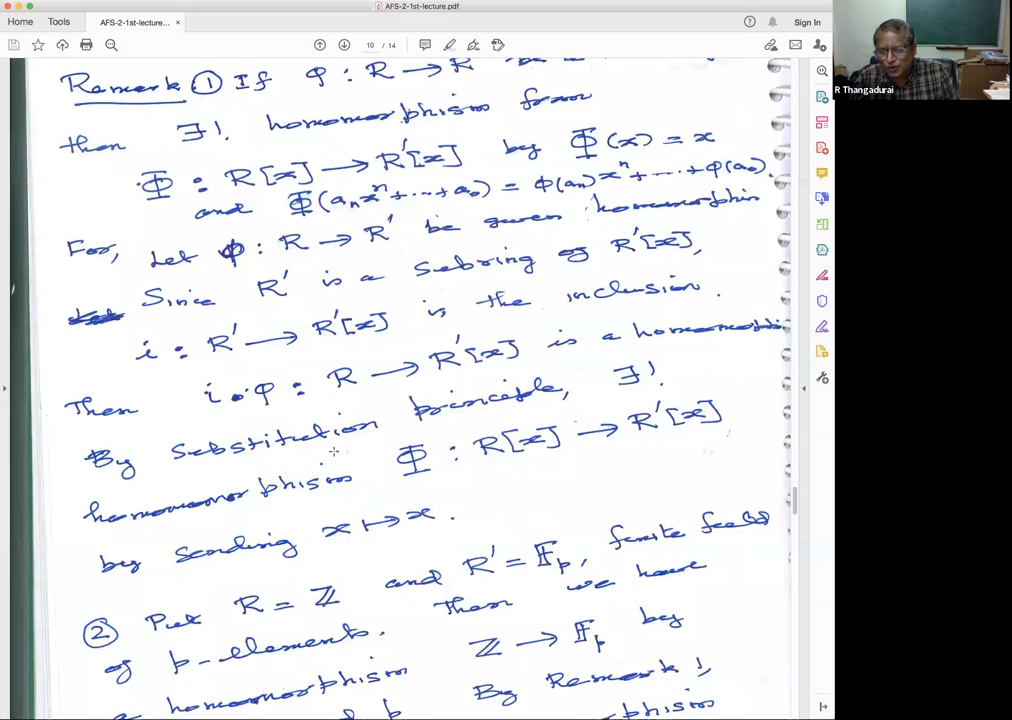 AFS-2-1st-lecture.pdf
Home Tools AFS-2-1st-lecture... × Sign In
10 / 14
R Thangadurai
Remark ① If φ : R → R
then ∃! homomorphism from
Φ : R[x] → R'[x] by Φ(x) = x
and Φ(aₙxⁿ + ... + a₀) = φ(aₙ)xⁿ + ... + φ(a₀).
For, Let φ : R → R' be given homomorphism
Since R' is a subring of R'[x],
i : R' → R'[x] is the inclusion.
Then i∘φ : R → R'[x] is a homomorphi
By substitution principle, ∃!
homomorphism Φ : R[x] → R'[x]
by sending x ↦ x.
② Put R = ℤ and R' = 𝔽ₚ, finite field
of p-elements. Then we have
a homomorphism ℤ → 𝔽ₚ by
p. By Remark 1,
phism